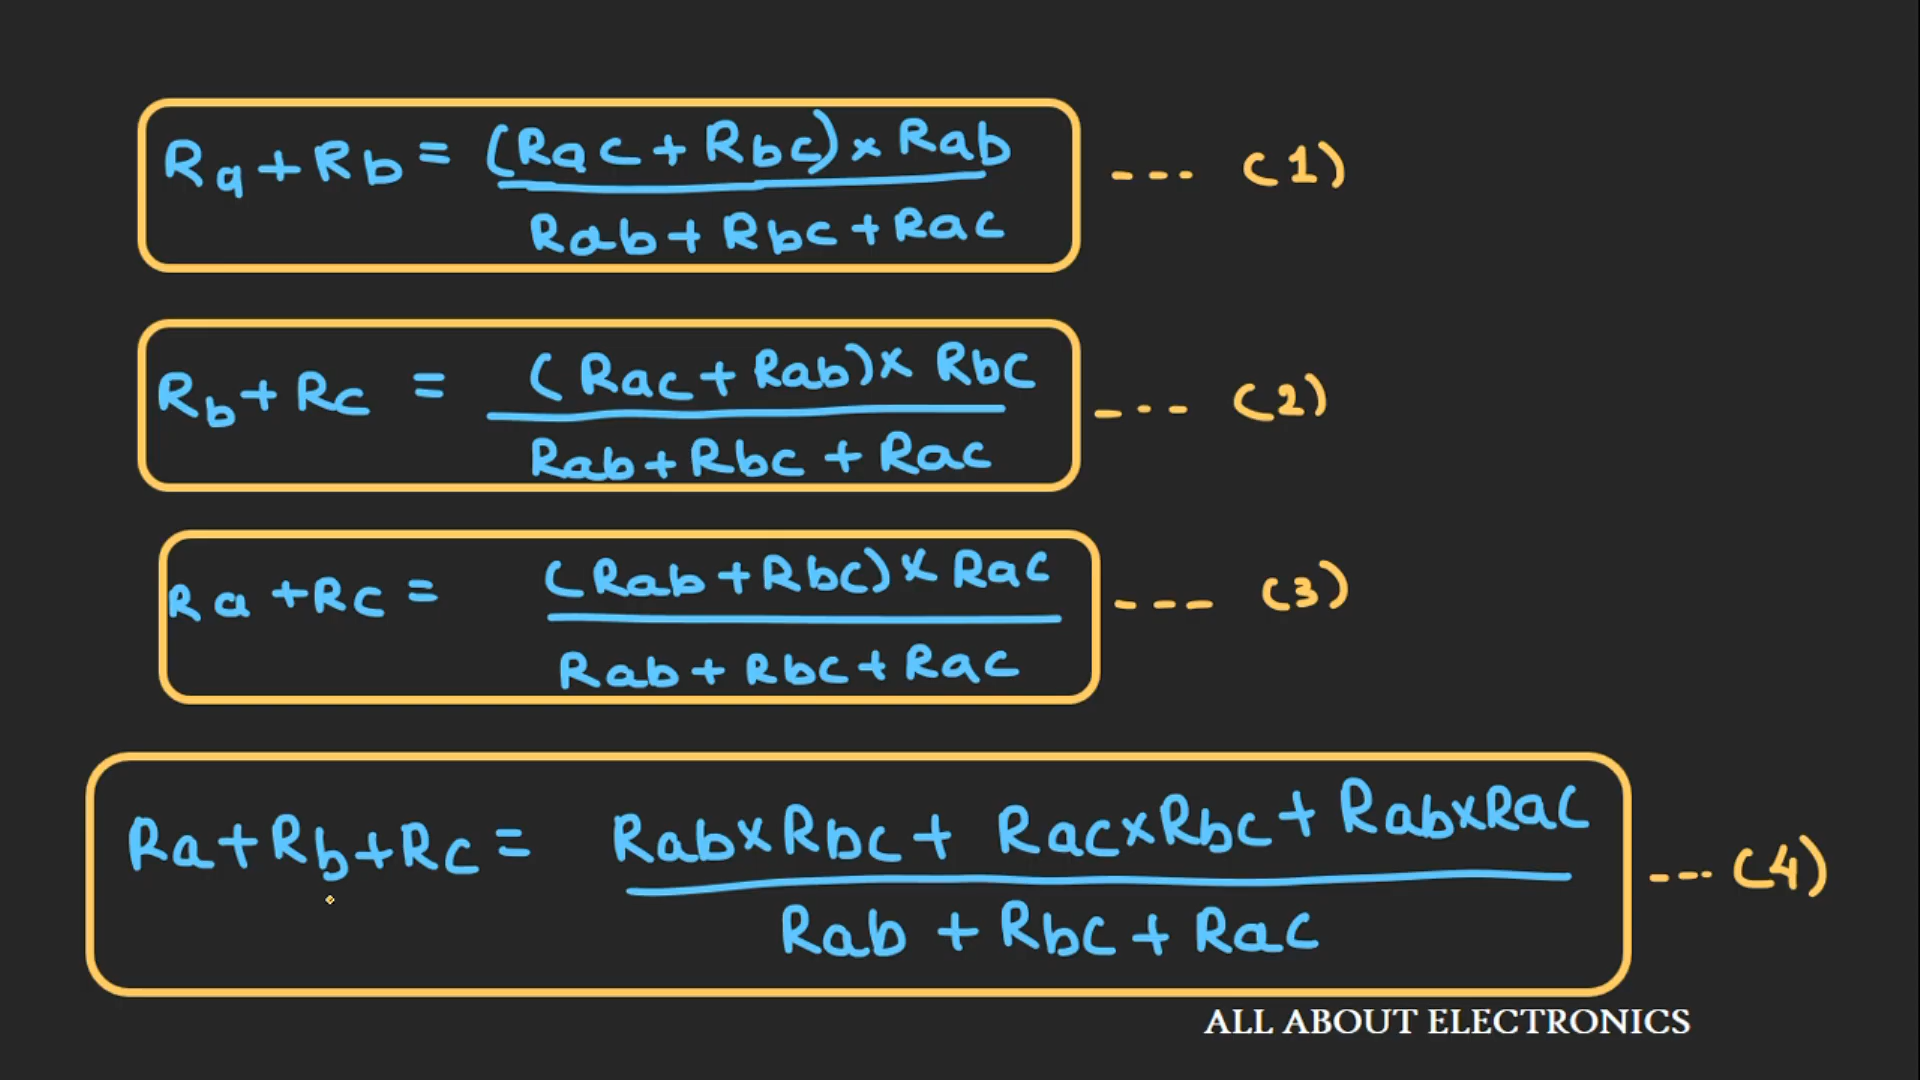 Ra+Rb= (Rac+Rbc)×Rab
Rab+Rbc+Rac
--- (1)
Rb+Rc = (Rac+Rab)× Rbc
Rab+Rbc+Rac
--- (2)
Ra+Rc= (Rab+Rbc)×Rac
Rab+Rbc+Rac
--- (3)
Ra+Rb+Rc= Rab×Rbc+ Rac×Rbc+Rab×Rac
Rab + Rbc + Rac
--- (4)
ALL ABOUT ELECTRONICS